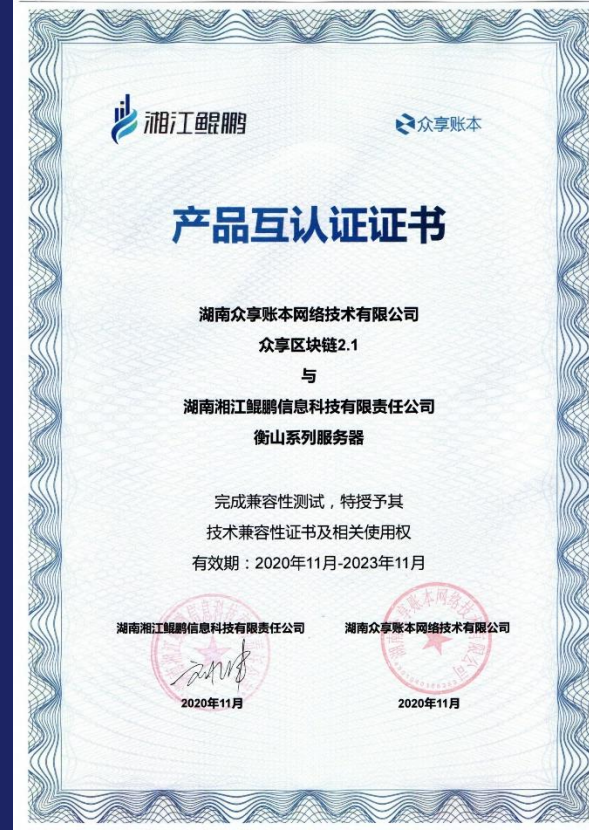 湘江鲲鹏
众享账本
产品互认证证书
湖南众享账本网络技术有限公司
众享区块链2.1
与
湖南湘江鲲鹏信息科技有限责任公司
衡山系列服务器
完成兼容性测试，特授予其
技术兼容性证书及相关使用权
有效期：2020年11月-2023年11月
湖南湘江鲲鹏信息科技有限责任公司
湖南众享账本网络技术有限公司
2020年11月
2020年11月